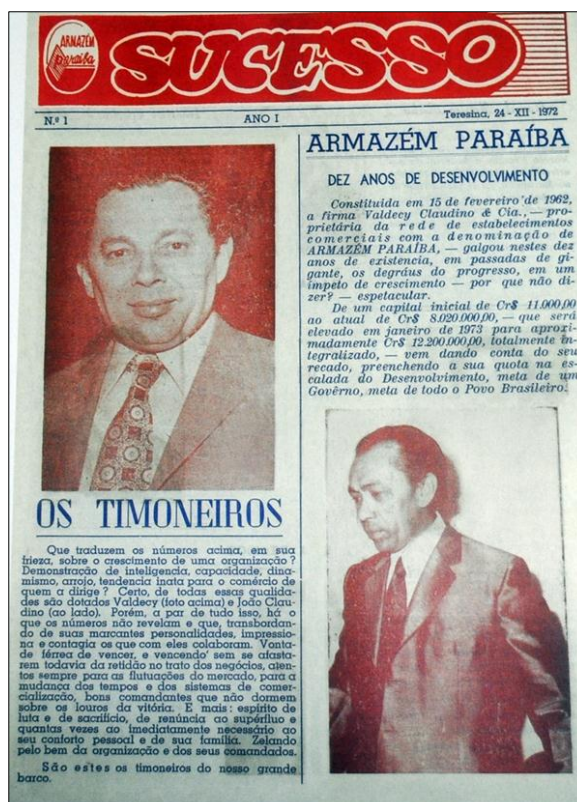 ARMAZÉM
paraíba
SUCESSO
N.º 1 ANO I Teresina, 24 - XII - 1972
OS TIMONEIROS
Que traduzem os números acima, em sua
frieza, sobre o crescimento de uma organização?
Demonstração de inteligencia, capacidade, dina-
mismo, arrojo, tendencia inata para o comércio de
quem a dirige? Certo, de todas essas qualida-
des são dotados Valdecy (foto acima) e João Clau-
dino (ao lado). Porém, a par de tudo isso, há o
que os números não revelam e que, transbordan-
do de suas marcantes personalidades, impressio-
na e contagia os que com eles colaboram. Vonta-
de férrea de vencer, e vencendo sem se afasta-
rem todavia da retidão no trato dos negócios, aten-
tos sempre para as flutuações do mercado, para a
mudança dos tempos e dos sistemas de comer-
cialização, bons comandantes que não dormem
sobre os louros da vitória. E mais: espirito de
luta e de sacrificio, de renúncia ao supérfluo e
quantas vezes ao imediatamente necessário ao
seu conforto pessoal e de sua família. Zelando
pelo bem da organização e dos seus comandados.
São estes os timoneiros do nosso grande
barco.
ARMAZÉM PARAÍBA
DEZ ANOS DE DESENVOLVIMENTO
Constituída em 15 de fevereiro de 1962,
a firma Valdecy Claudino & Cia., — pro-
prietária da rede de estabelecimentos
comerciais com a denominação de
ARMAZÉM PARAÍBA, — galgou nestes dez
anos de existencia, em passadas de gi-
gante, os degráus do progresso, em um
ímpeto de crescimento — por que não di-
zer? — espetacular.
De um capital inicial de Cr$ 11.000,00
ao atual de Cr$ 8.020.000,00, — que será
elevado em janeiro de 1973 para aproxi-
madamente Cr$ 12.200.000,00, totalmente in-
tegralizado, — vem dando conta do seu
recado, preenchendo a sua quota na es-
calada do Desenvolvimento, meta de um
Govêrno, meta de todo o Povo Brasileiro.